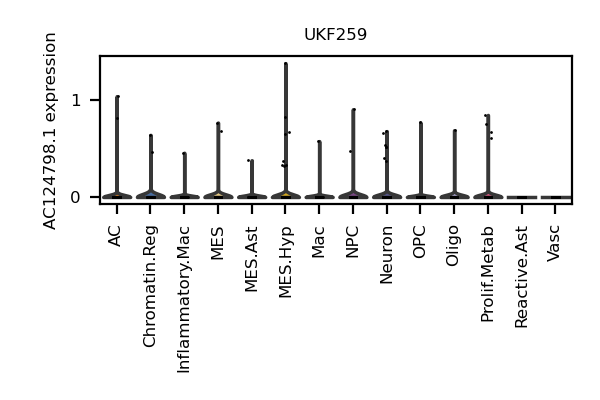 UKF259
AC124798.1 expression
1
0
AC
Chromatin.Reg
Inflammatory.Mac
MES
MES.Ast
MES.Hyp
Mac
NPC
Neuron
OPC
Oligo
Prolif.Metab
Reactive.Ast
Vasc